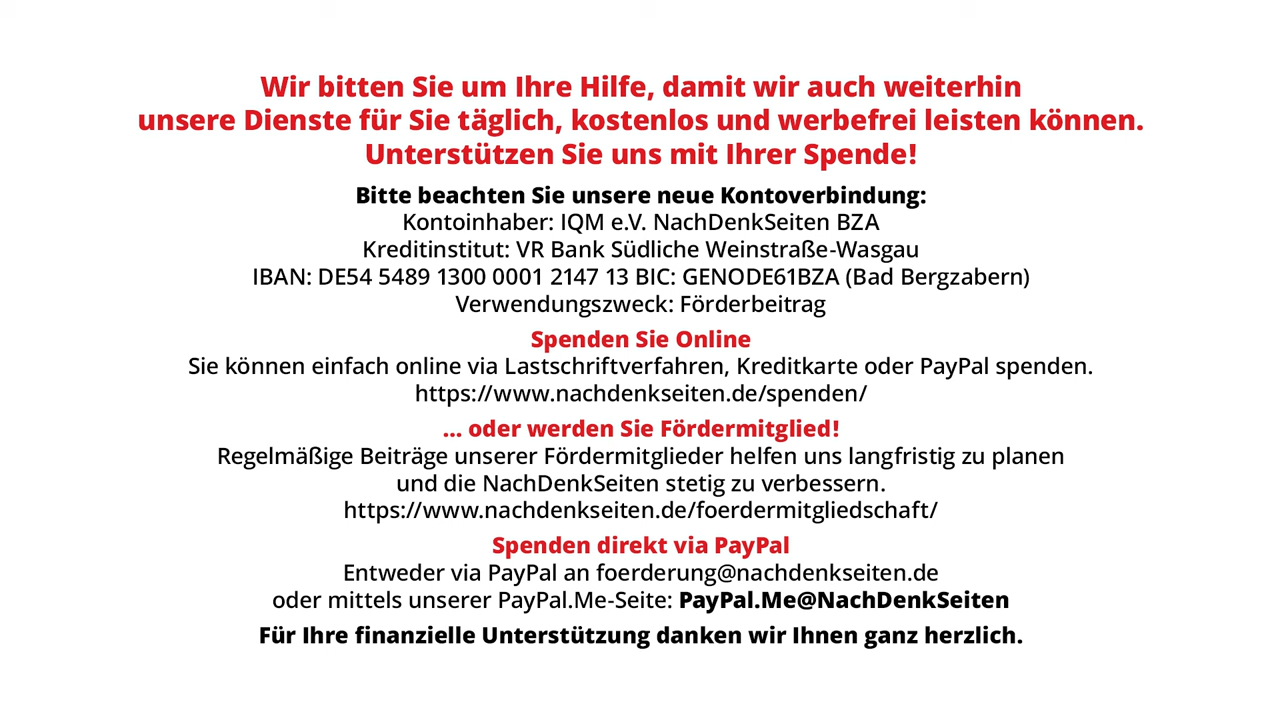 Wir bitten Sie um Ihre Hilfe, damit wir auch weiterhin
unsere Dienste für Sie täglich, kostenlos und werbefrei leisten können.
Unterstützen Sie uns mit Ihrer Spende!
Bitte beachten Sie unsere neue Kontoverbindung:
Kontoinhaber: IQM e.V. NachDenkSeiten BZA
Kreditinstitut: VR Bank Südliche Weinstraße-Wasgau
IBAN: DE54 5489 1300 0001 2147 13 BIC: GENODE61BZA (Bad Bergzabern)
Verwendungszweck: Förderbeitrag
Spenden Sie Online
Sie können einfach online via Lastschriftverfahren, Kreditkarte oder PayPal spenden.
https://www.nachdenkseiten.de/spenden/
... oder werden Sie Fördermitglied!
Regelmäßige Beiträge unserer Fördermitglieder helfen uns langfristig zu planen
und die NachDenkSeiten stetig zu verbessern.
https://www.nachdenkseiten.de/foerdermitgliedschaft/
Spenden direkt via PayPal
Entweder via PayPal an foerderung@nachdenkseiten.de
oder mittels unserer PayPal.Me-Seite: PayPal.Me@NachDenkSeiten
Für Ihre finanzielle Unterstützung danken wir Ihnen ganz herzlich.